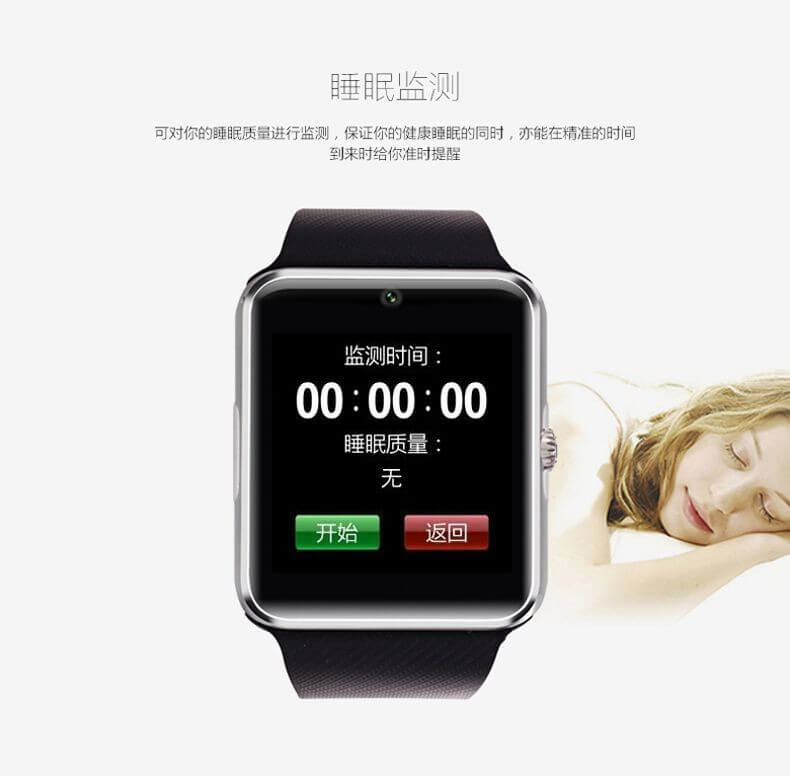 睡眠监测
可对你的睡眠质量进行监测，保证你的健康睡眠的同时，亦能在精准的时间
到来时给你准时提醒
监测时间：
00:00:00
睡眠质量：
无
开始 返回